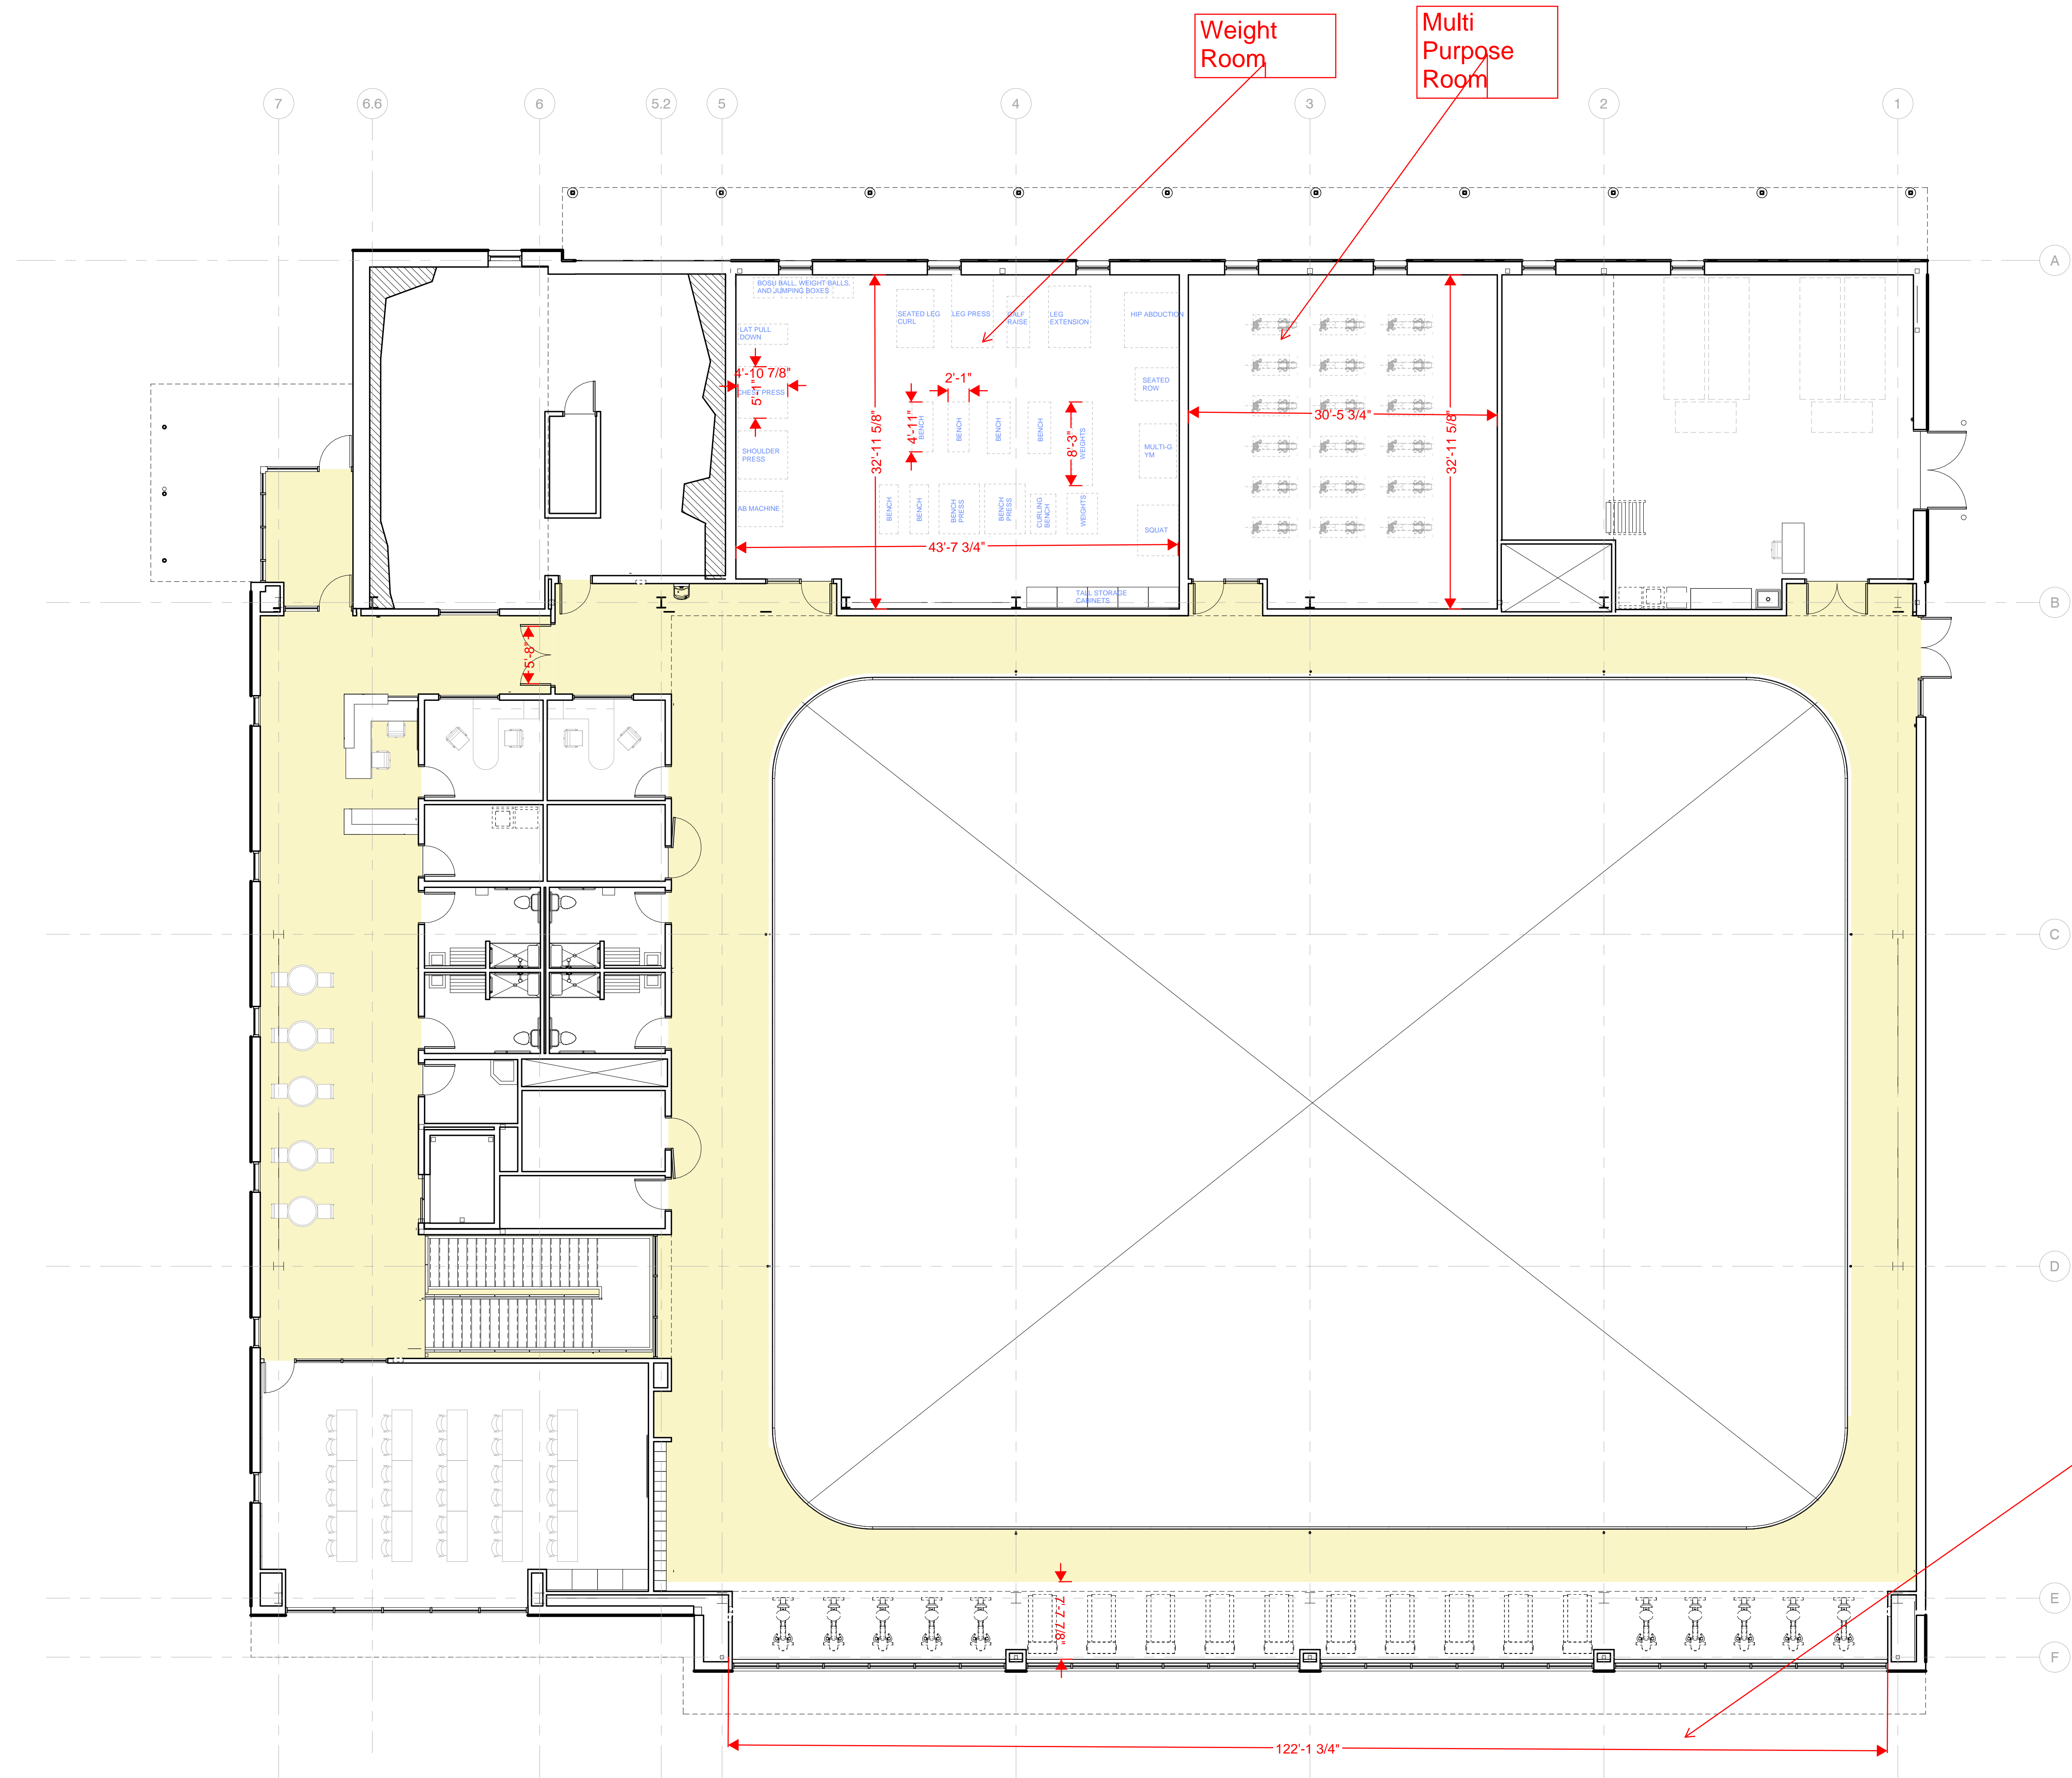 Weight
Room
Multi
Purpose
Room
7
6.6
6
5.2
5
4
3
2
1
A
BOSU BALL, WEIGHT BALLS,
AND JUMPING BOXES
SEATED LEG
CURL
LEG PRESS
CALF
RAISE
LEG
EXTENSION
HIP ABDUCTION
LAT PULL
DOWN
4'-10 7/8"
5'-1"
CHEST PRESS
2'-1"
SEATED
ROW
4'-11"
BENCH
BENCH
BENCH
BENCH
8'-3"
WEIGHTS
32'-11 5/8"
30'-5 3/4"
32'-11 5/8"
SHOULDER
PRESS
MULTI-G
YM
AB MACHINE
BENCH
BENCH
BENCH
PRESS
BENCH
PRESS
CURLING
BENCH
WEIGHTS
SQUAT
43'-7 3/4"
TALL STORAGE
CABINETS
B
5'-8"
C
D
E
7'-7 7/8"
F
122'-1 3/4"